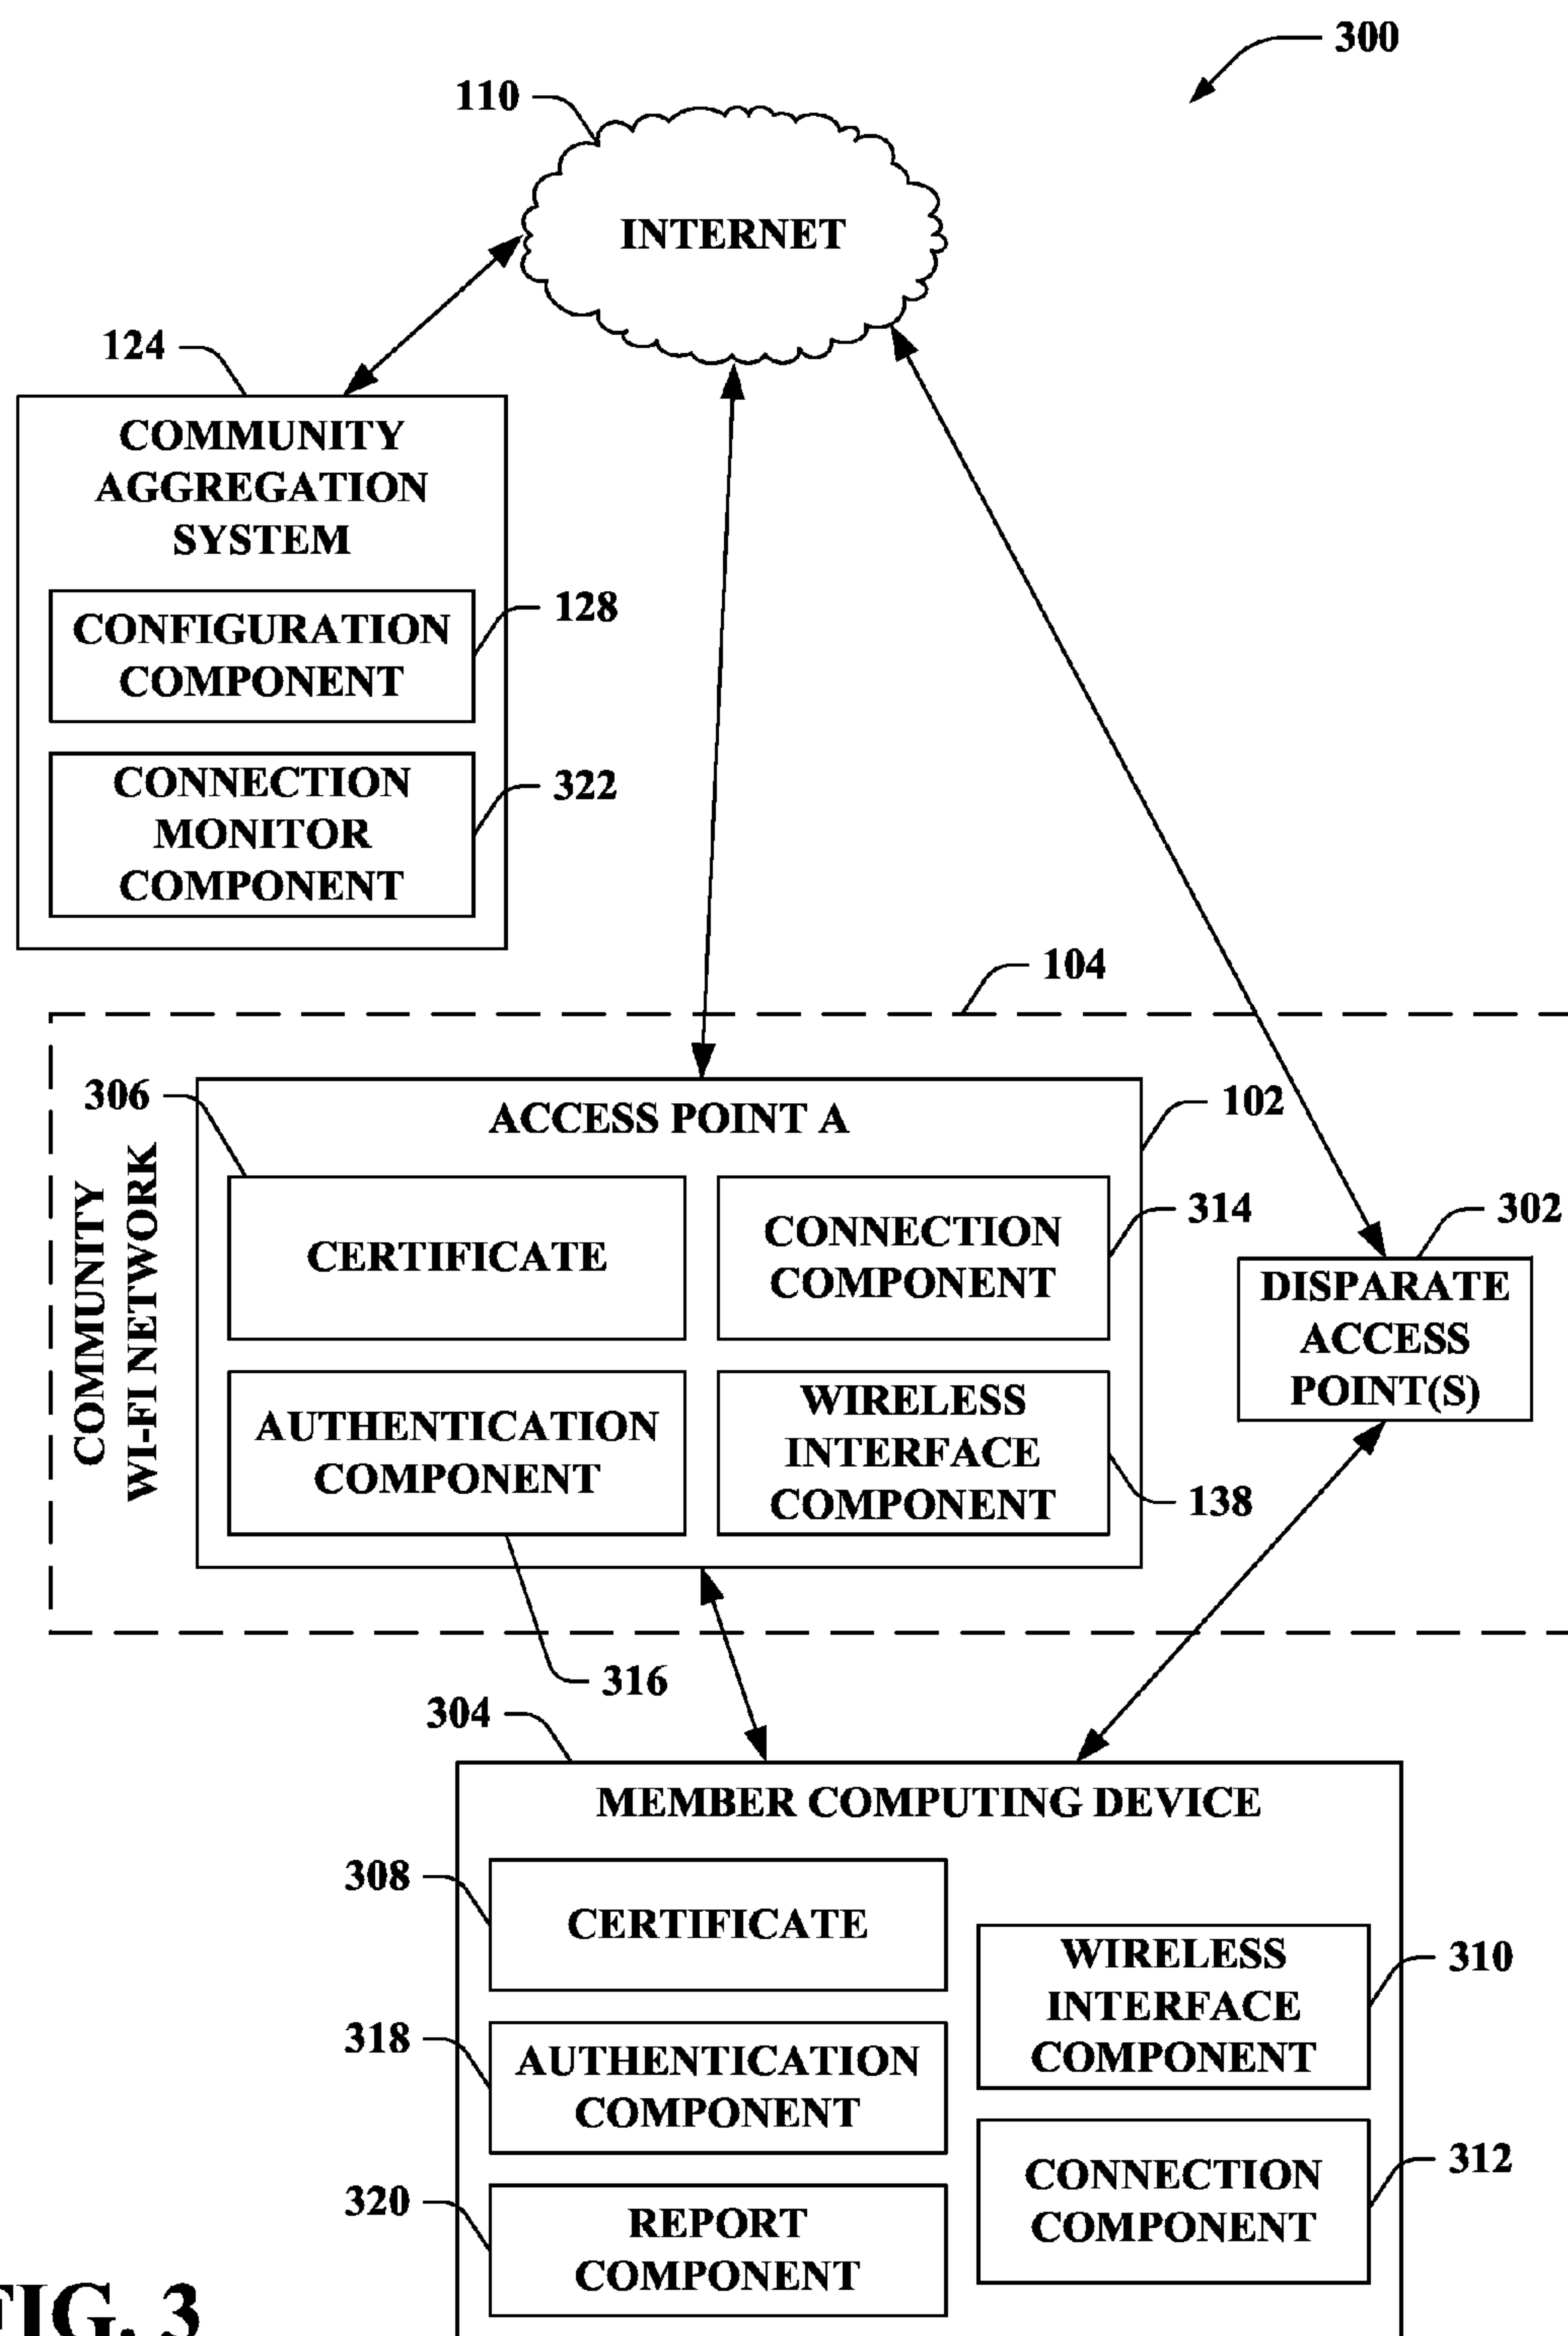 300
110
INTERNET
124
COMMUNITY
AGGREGATION
SYSTEM
CONFIGURATION
COMPONENT
128
CONNECTION
MONITOR
COMPONENT
322
104
COMMUNITY
WI-FI NETWORK
306
ACCESS POINT A
102
CERTIFICATE
CONNECTION
COMPONENT
314
302
DISPARATE
ACCESS
POINT(S)
AUTHENTICATION
COMPONENT
WIRELESS
INTERFACE
COMPONENT
138
316
304
MEMBER COMPUTING DEVICE
308
CERTIFICATE
WIRELESS
INTERFACE
COMPONENT
310
318
AUTHENTICATION
COMPONENT
CONNECTION
COMPONENT
312
320
REPORT
COMPONENT
FIG. 3